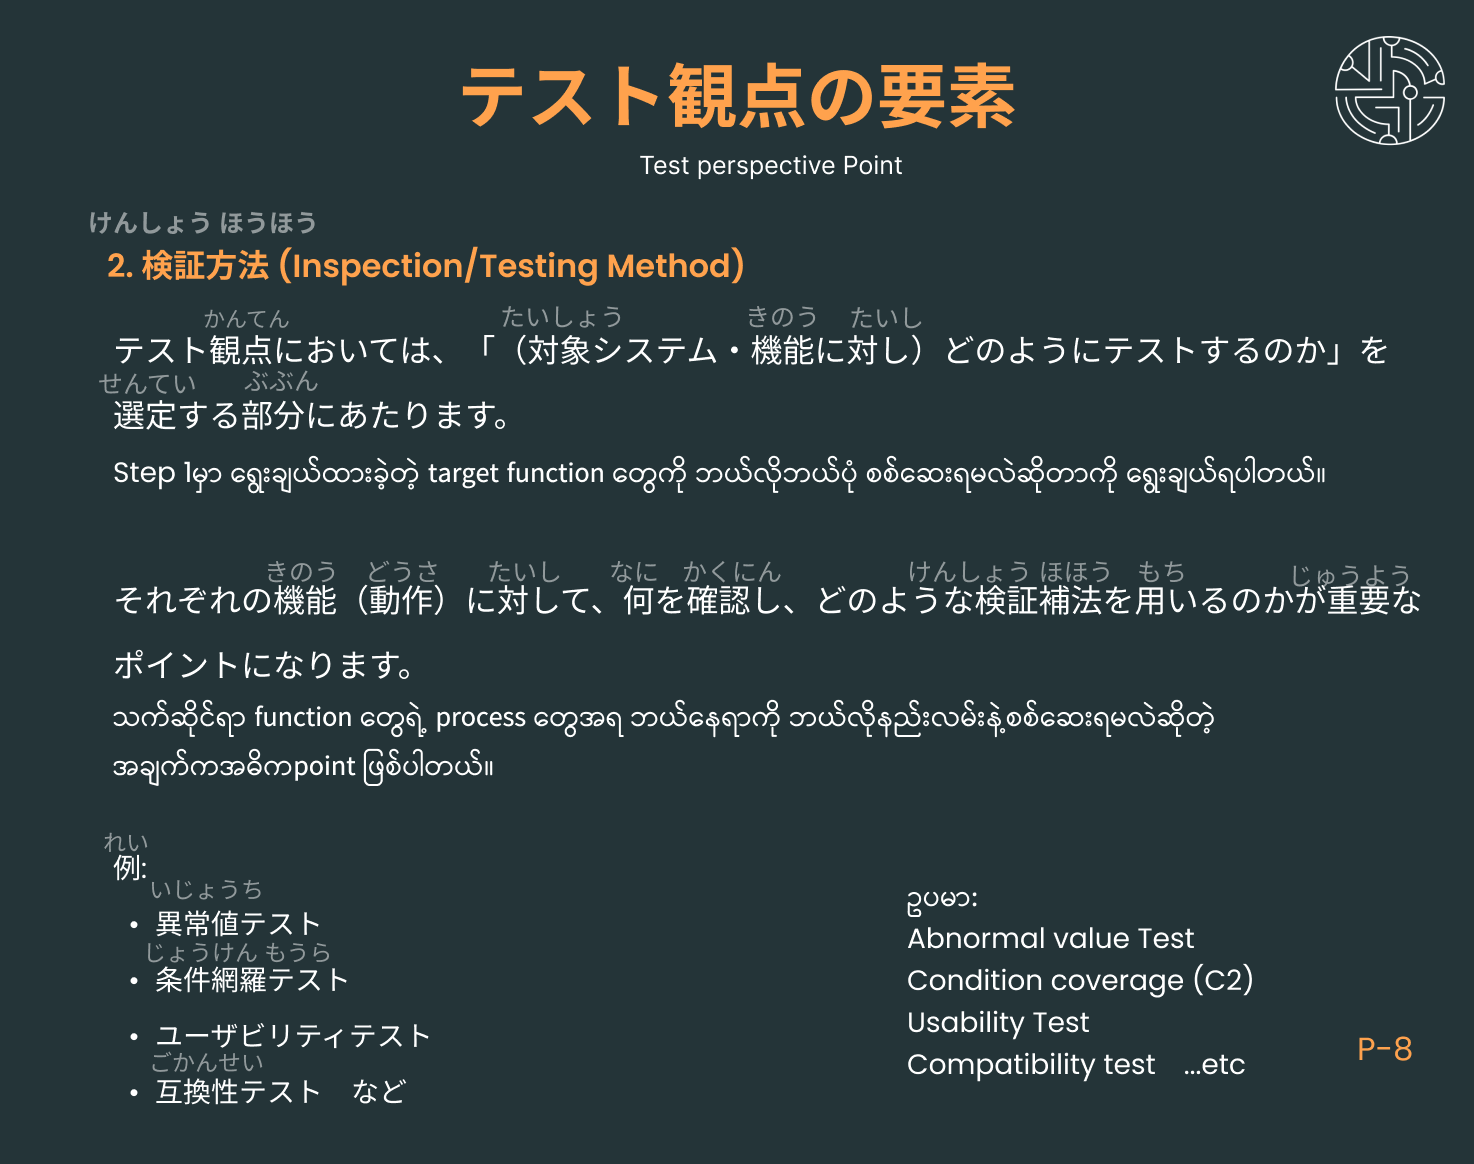 テスト観点の要素
Test perspective Point
けんしょう ほうほう
2. 検証方法 (Inspection/Testing Method)
かんてん たいしょう きのう たいし
テスト観点においては、「（対象システム・機能に対し）どのようにテストするのか」を
せんてい ぶぶん
選定する部分にあたります。
Step 1မှာ ရွေးချယ်ထားခဲ့တဲ့ target function တွေကို ဘယ်လိုဘယ်ပုံ စစ်ဆေးရမလဲဆိုတာကို ရွေးချယ်ရပါတယ်။
きのう どうさ たいし なに かくにん けんしょう ほほう もち じゅうよう
それぞれの機能（動作）に対して、何を確認し、どのような検証補法を用いるのかが重要な
ポイントになります。
သက်ဆိုင်ရာ function တွေရဲ့ process တွေအရ ဘယ်နေရာကို ဘယ်လိုနည်းလမ်းနဲ့စစ်ဆေးရမလဲဆိုတဲ့
အချက်ကအဓိကpoint ဖြစ်ပါတယ်။
れい
例:
いじょうち
• 異常値テスト
じょうけん もうら
• 条件網羅テスト
• ユーザビリティテスト
ごかんせい
• 互換性テスト など
ဥပမာ:
Abnormal value Test
Condition coverage (C2)
Usability Test
Compatibility test ...etc
P-8